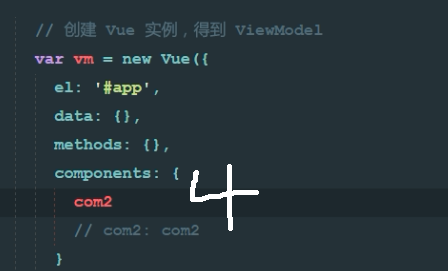 // 创建 Vue 实例，得到 ViewModel
var vm = new Vue({
el: '#app',
data: {},
methods: {},
components: {
4
com2
// com2: com2
}